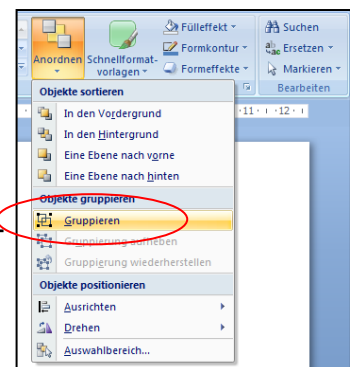 Anordnen
Schnellformat-
vorlagen
Fülleffekt
Formkontur
Formeffekte
Suchen
Ersetzen
Markieren
Bearbeiten
Objekte sortieren
In den Vordergrund
In den Hintergrund
Eine Ebene nach vorne
Eine Ebene nach hinten
Objekte gruppieren
Gruppieren
Gruppierung aufheben
Gruppierung wiederherstellen
Objekte positionieren
Ausrichten
Drehen
Auswahlbereich...
·11· ı ·12· ı